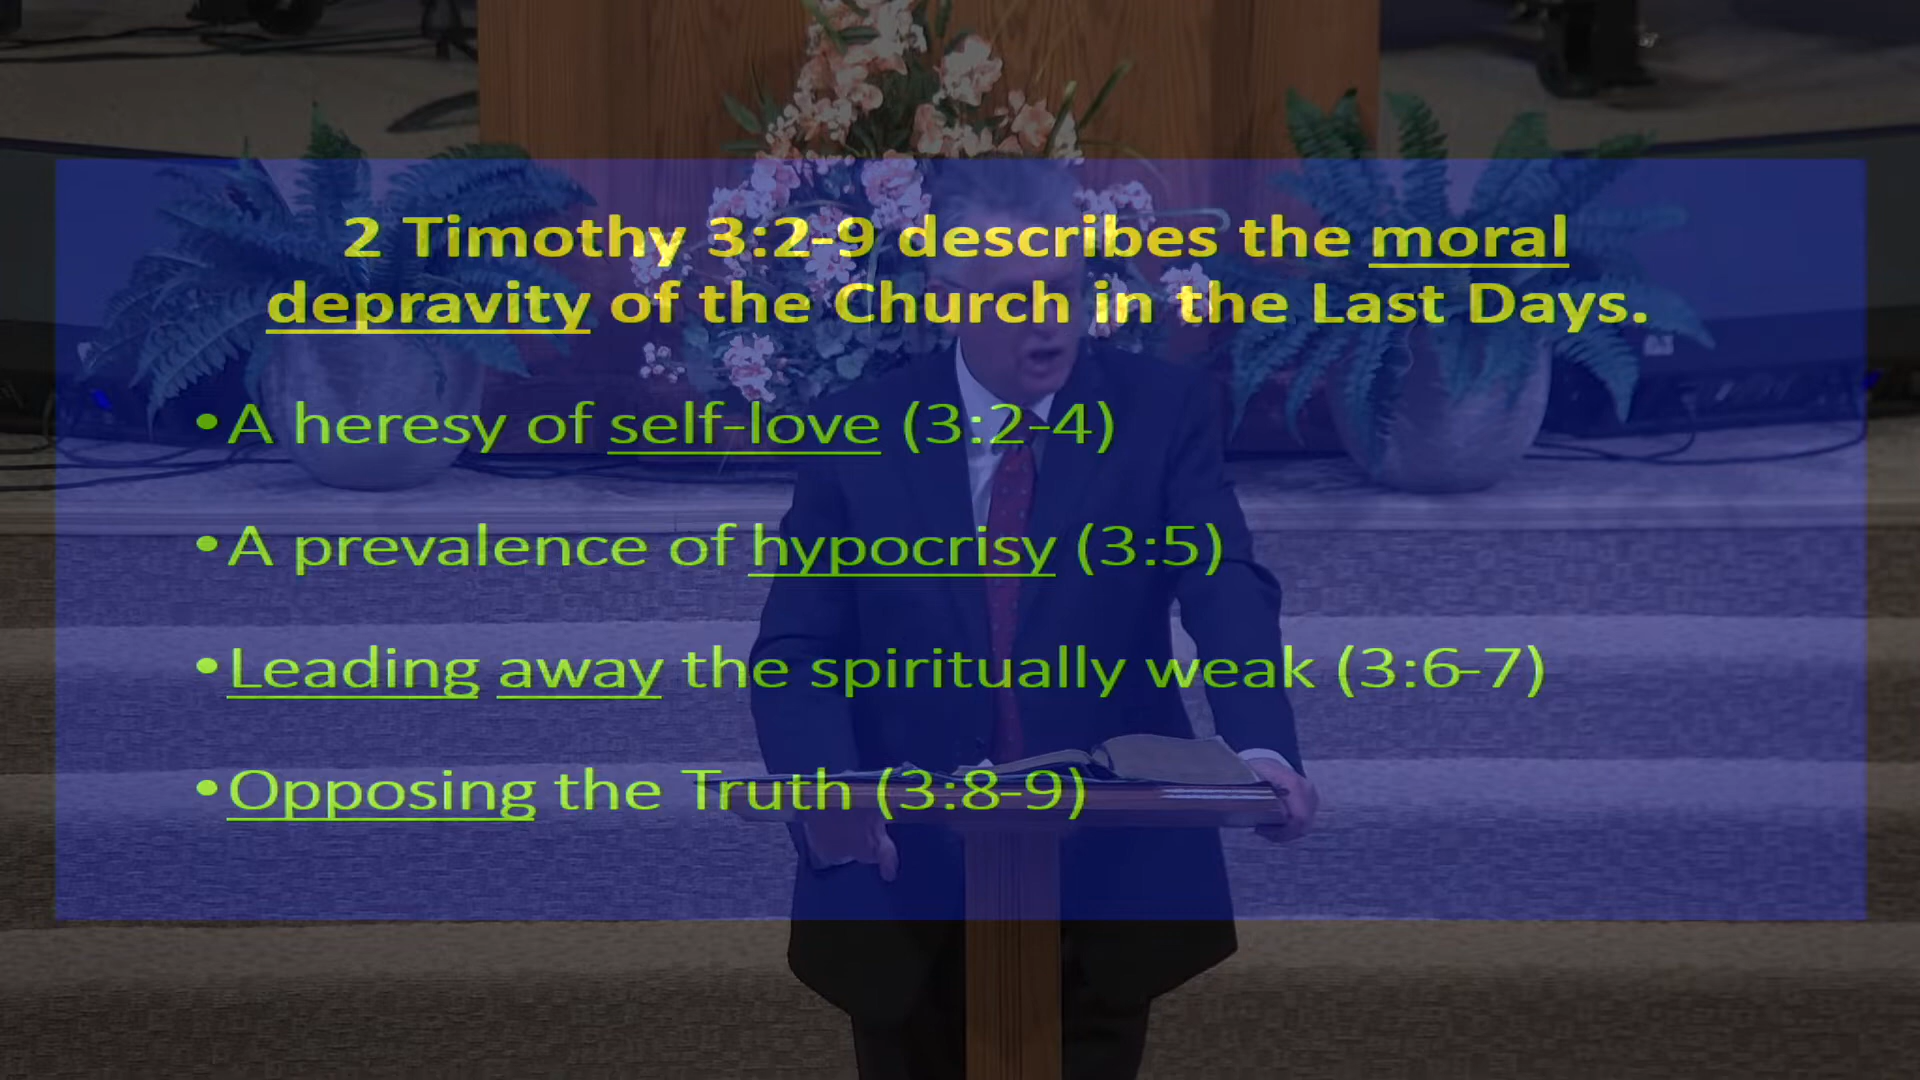 2 Timothy 3:2-9 describes the moral
depravity of the Church in the Last Days.
•A heresy of self-love (3:2-4)
•A prevalence of hypocrisy (3:5)
•Leading away the spiritually weak (3:6-7)
•Opposing the Truth (3:8-9)